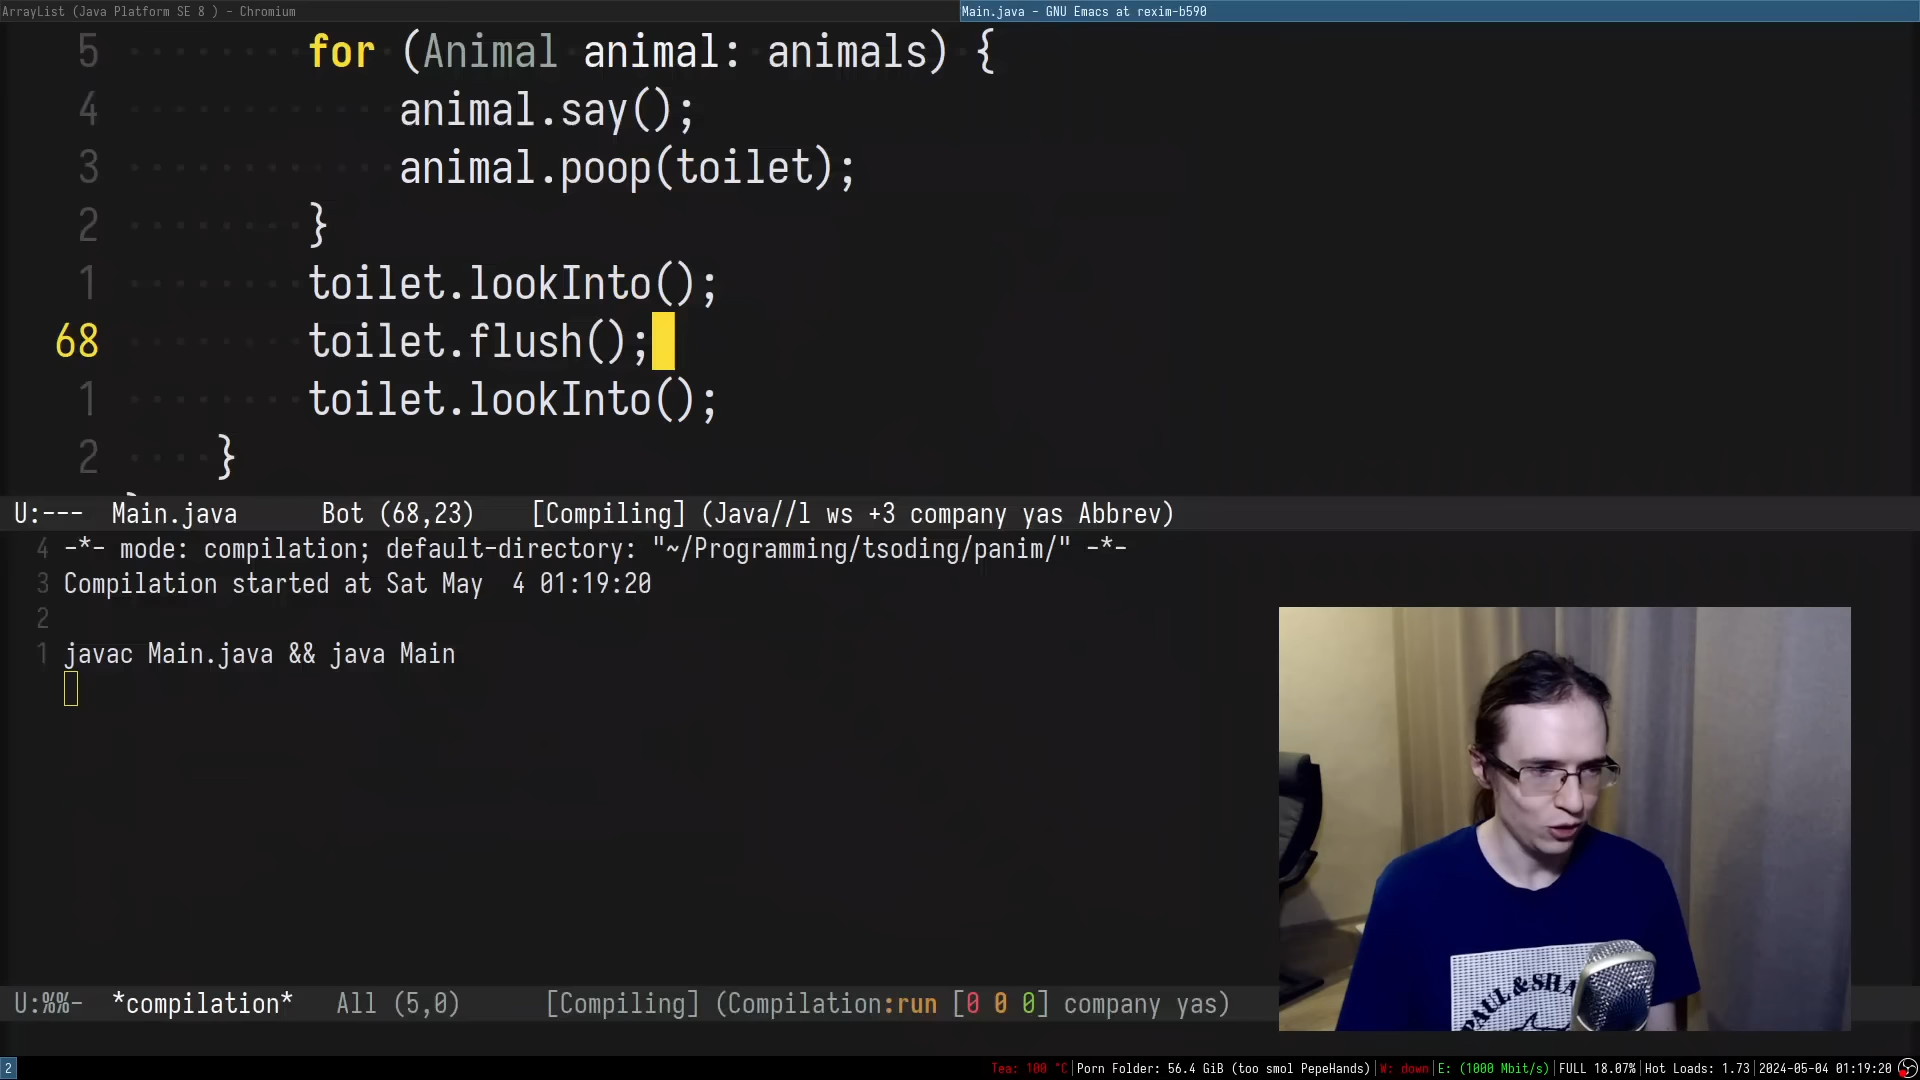 ArrayList (Java Platform SE 8 ) - Chromium
Main.java - GNU Emacs at rexim-b590
5 for (Animal animal: animals) {
4 animal.say();
3 animal.poop(toilet);
2 }
1 toilet.lookInto();
68 toilet.flush();
1 toilet.lookInto();
2 }
U:--- Main.java Bot (68,23) [Compiling] (Java//l ws +3 company yas Abbrev)
4 -*- mode: compilation; default-directory: "~/Programming/tsoding/panim/" -*-
3 Compilation started at Sat May  4 01:19:20
2
1 javac Main.java && java Main
U:%%- *compilation* All (5,0) [Compiling] (Compilation:run [0 0 0] company yas)
PAUL & SHA
2
Tea: 100 °C|Porn Folder: 56.4 GiB (too smol PepeHands)|W: down|E: (1000 Mbit/s)|FULL 18.07%|Hot Loads: 1.73|2024-05-04 01:19:20